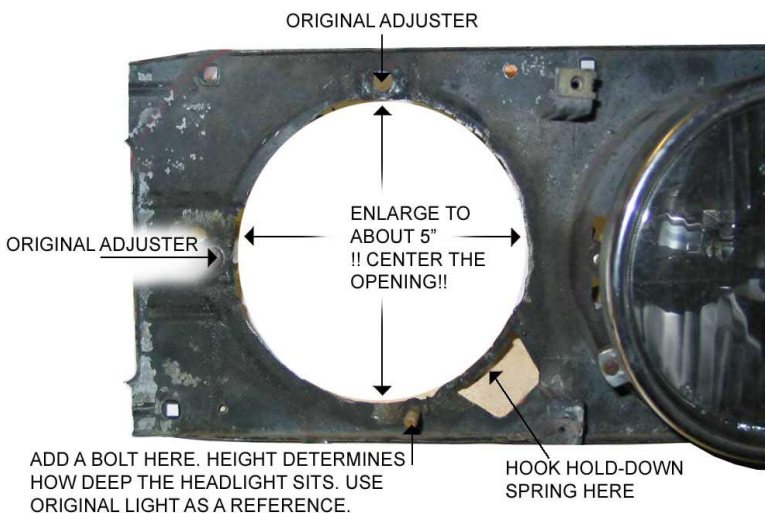 ORIGINAL ADJUSTER
ORIGINAL ADJUSTER
ENLARGE TO
ABOUT 5”
!! CENTER THE
OPENING!!
ADD A BOLT HERE. HEIGHT DETERMINES
HOW DEEP THE HEADLIGHT SITS. USE
ORIGINAL LIGHT AS A REFERENCE.
HOOK HOLD-DOWN
SPRING HERE